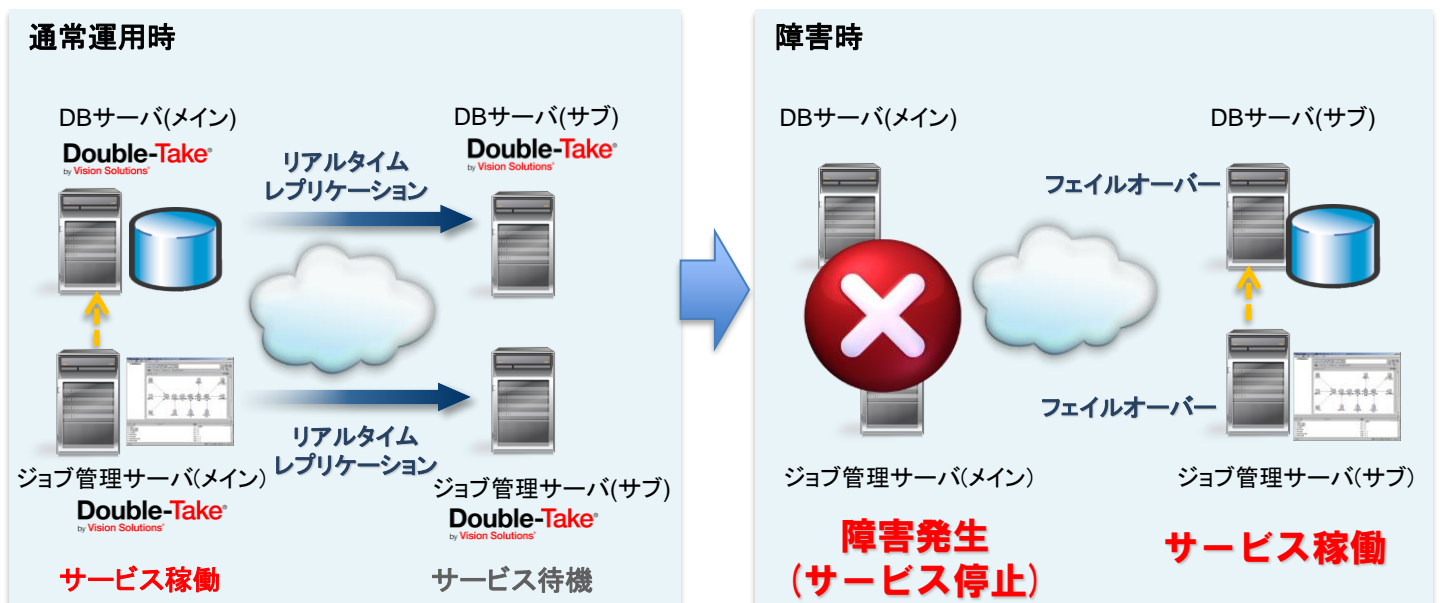 通常運用時
DBサーバ(メイン)
Double-Take®
by Vision Solutions®
DBサーバ(サブ)
Double-Take®
by Vision Solutions®
リアルタイム
レプリケーション
リアルタイム
レプリケーション
ジョブ管理サーバ(メイン)
Double-Take®
by Vision Solutions®
ジョブ管理サーバ(サブ)
Double-Take®
by Vision Solutions®
サービス稼働
サービス待機
障害時
DBサーバ(メイン)
DBサーバ(サブ)
フェイルオーバー
フェイルオーバー
ジョブ管理サーバ(メイン)
ジョブ管理サーバ(サブ)
障害発生
(サービス停止)
サービス稼働